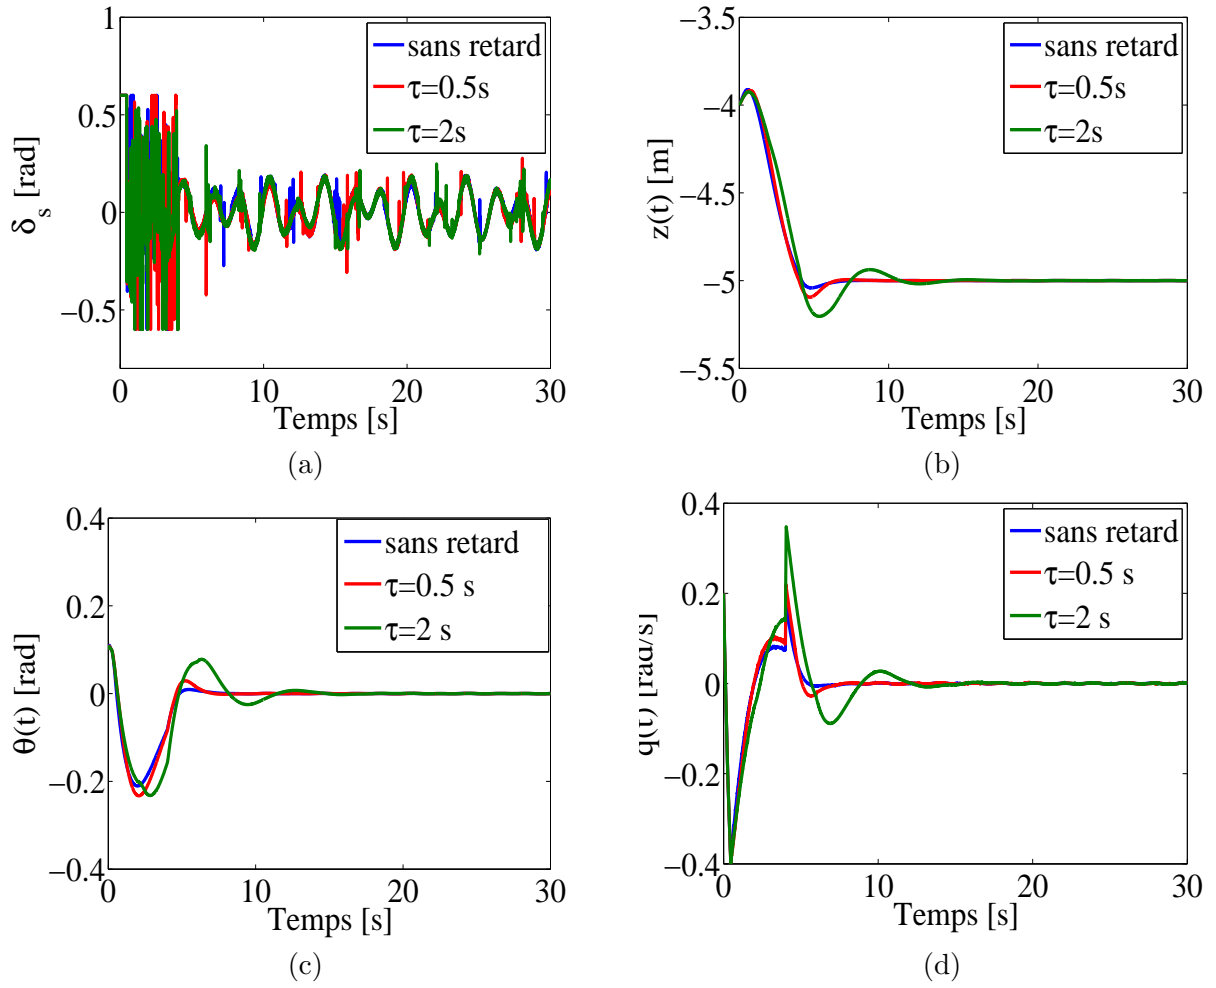 1
0.5
0
−0.5
δs [rad]
0
10
20
30
Temps [s]
sans retard
τ=0.5s
τ=2s
(a)
−3.5
−4
−4.5
−5
−5.5
z(t) [m]
0
10
20
30
Temps [s]
sans retard
τ=0.5s
τ=2s
(b)
0.4
0.2
0
−0.2
−0.4
θ(t) [rad]
0
10
20
30
Temps [s]
sans retard
τ=0.5 s
τ=2 s
(c)
0.4
0.2
0
−0.2
−0.4
q(t) [rad/s]
0
10
20
30
Temps [s]
sans retard
τ=0.5 s
τ=2 s
(d)